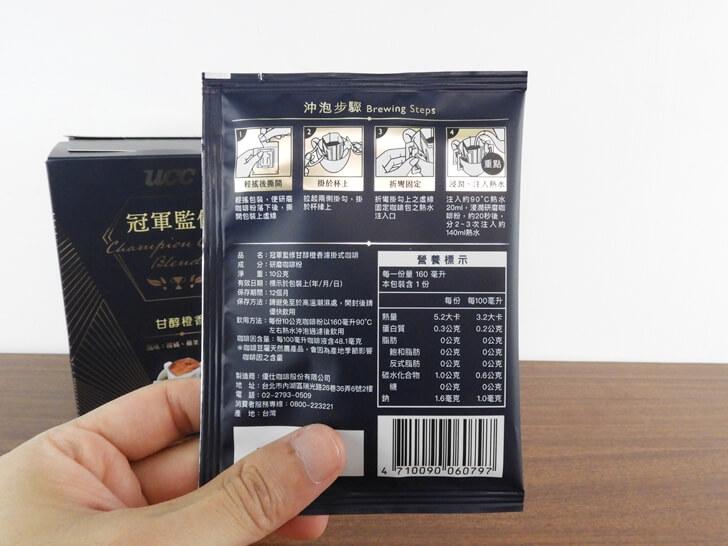 沖泡步驟 Brewing Steps
1
2
3
4
重點
輕搖後撕開
掛於杯上
折彎固定
浸潤、注入熱水
輕搖包裝，使研磨
咖啡粉落下後，撕
開包裝上虛線
拉起兩側掛勾，掛
於杯緣上
折彎掛勾上之虛線
固定咖啡包之熱水
注入口
注入約90°C熱水
20ml，浸潤研磨咖
啡粉，約20秒後，
分2~3次注入約
140ml熱水
品 名：冠軍監修甘醇橙香濾掛式咖啡
成 分：研磨咖啡粉
淨 重：10公克
有效日期：標示於包裝上(年/月/日)
保存期限：12個月
保存方法：請避免至於高溫潮濕處，開封後請
儘快飲用
飲用方法：每份10公克咖啡粉以160毫升90°C
左右熱水沖泡過濾後飲用
咖啡因含量：每100毫升咖啡液含48.1毫克
※咖啡豆屬天然農產品，會因為產地季節影響
咖啡因之含量
製造商：優仕咖啡股份有限公司
地 址：台北市內湖區瑞光路26巷36弄6號2樓
電 話：02-2793-0509
消費者服務專線：0800-223221
產 地：台灣
營養標示
每一份量 160 毫升
本包裝含 1 份
每份 每100毫升
熱量 5.2大卡 3.2大卡
蛋白質 0.3公克 0.2公克
脂肪 0公克 0公克
飽和脂肪 0公克 0公克
反式脂肪 0公克 0公克
碳水化合物 1.0公克 0.6公克
糖 0公克 0公克
鈉 1.6毫克 1.0毫克
4 710090 060797
ucc
冠軍監修
Champion
Blend
甘醇橙香